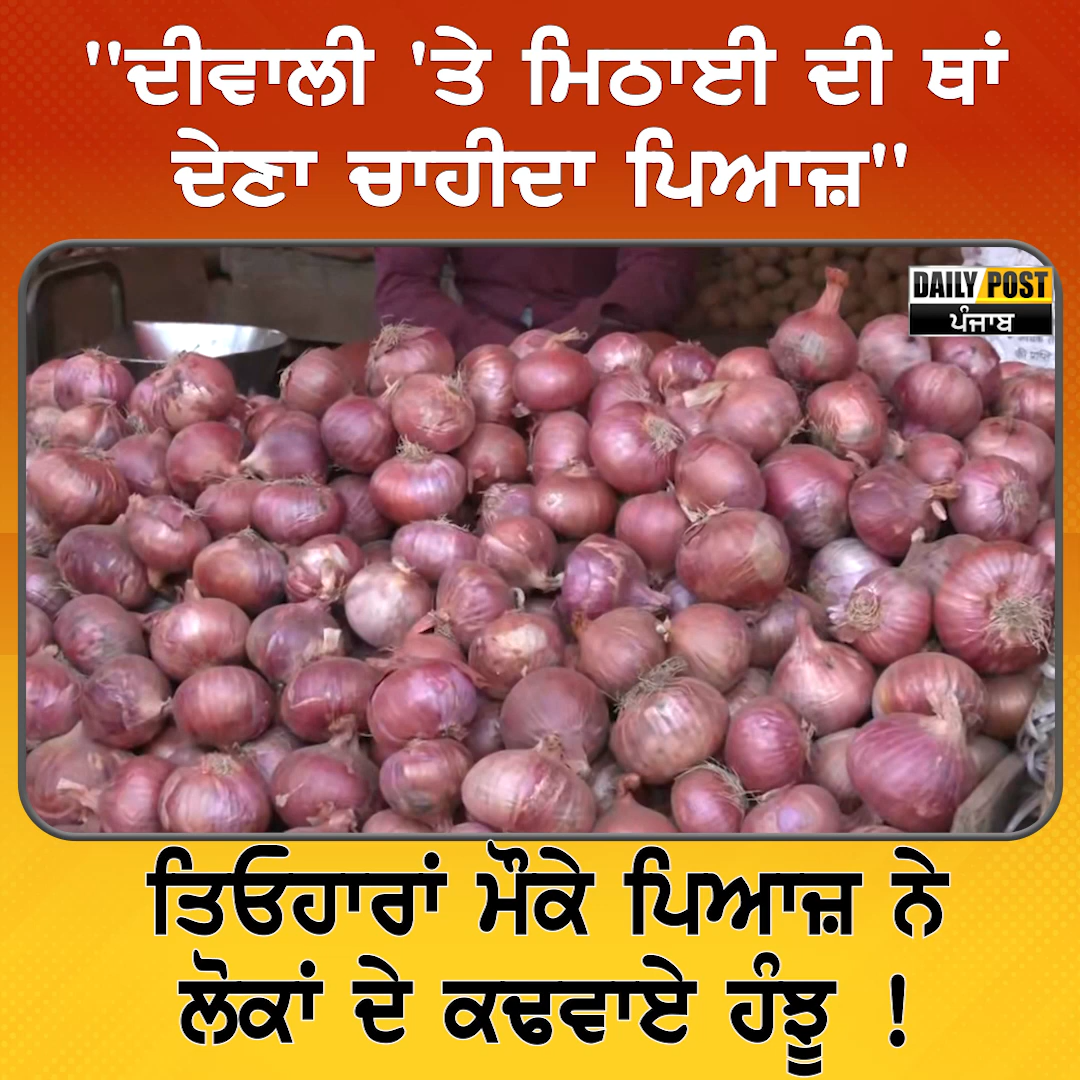 "ਦੀਵਾਲੀ 'ਤੇ ਮਿਠਾਈ ਦੀ ਥਾਂ
ਦੇਣਾ ਚਾਹੀਦਾ ਪਿਆਜ਼"
DAILY POST
ਪੰਜਾਬ
ਤਿਓਹਾਰਾਂ ਮੌਕੇ ਪਿਆਜ਼ ਨੇ
ਲੋਕਾਂ ਦੇ ਕਢਵਾਏ ਹੰਝੂ !